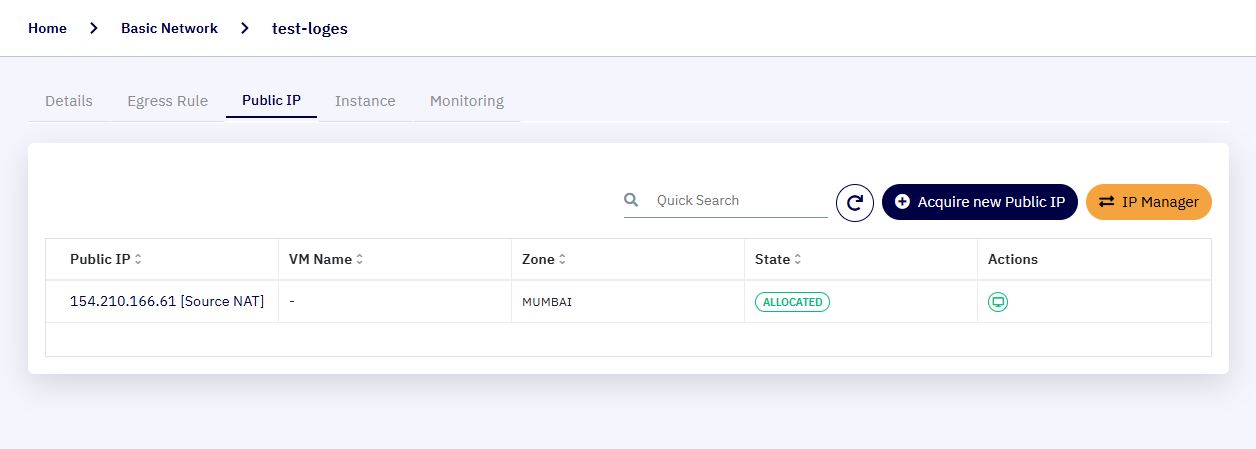 Home Basic Network test-loges
Details Egress Rule Public IP Instance Monitoring
Quick Search Acquire new Public IP IP Manager
Public IP VM Name Zone State Actions
154.210.166.61 [Source NAT] - MUMBAI ALLOCATED